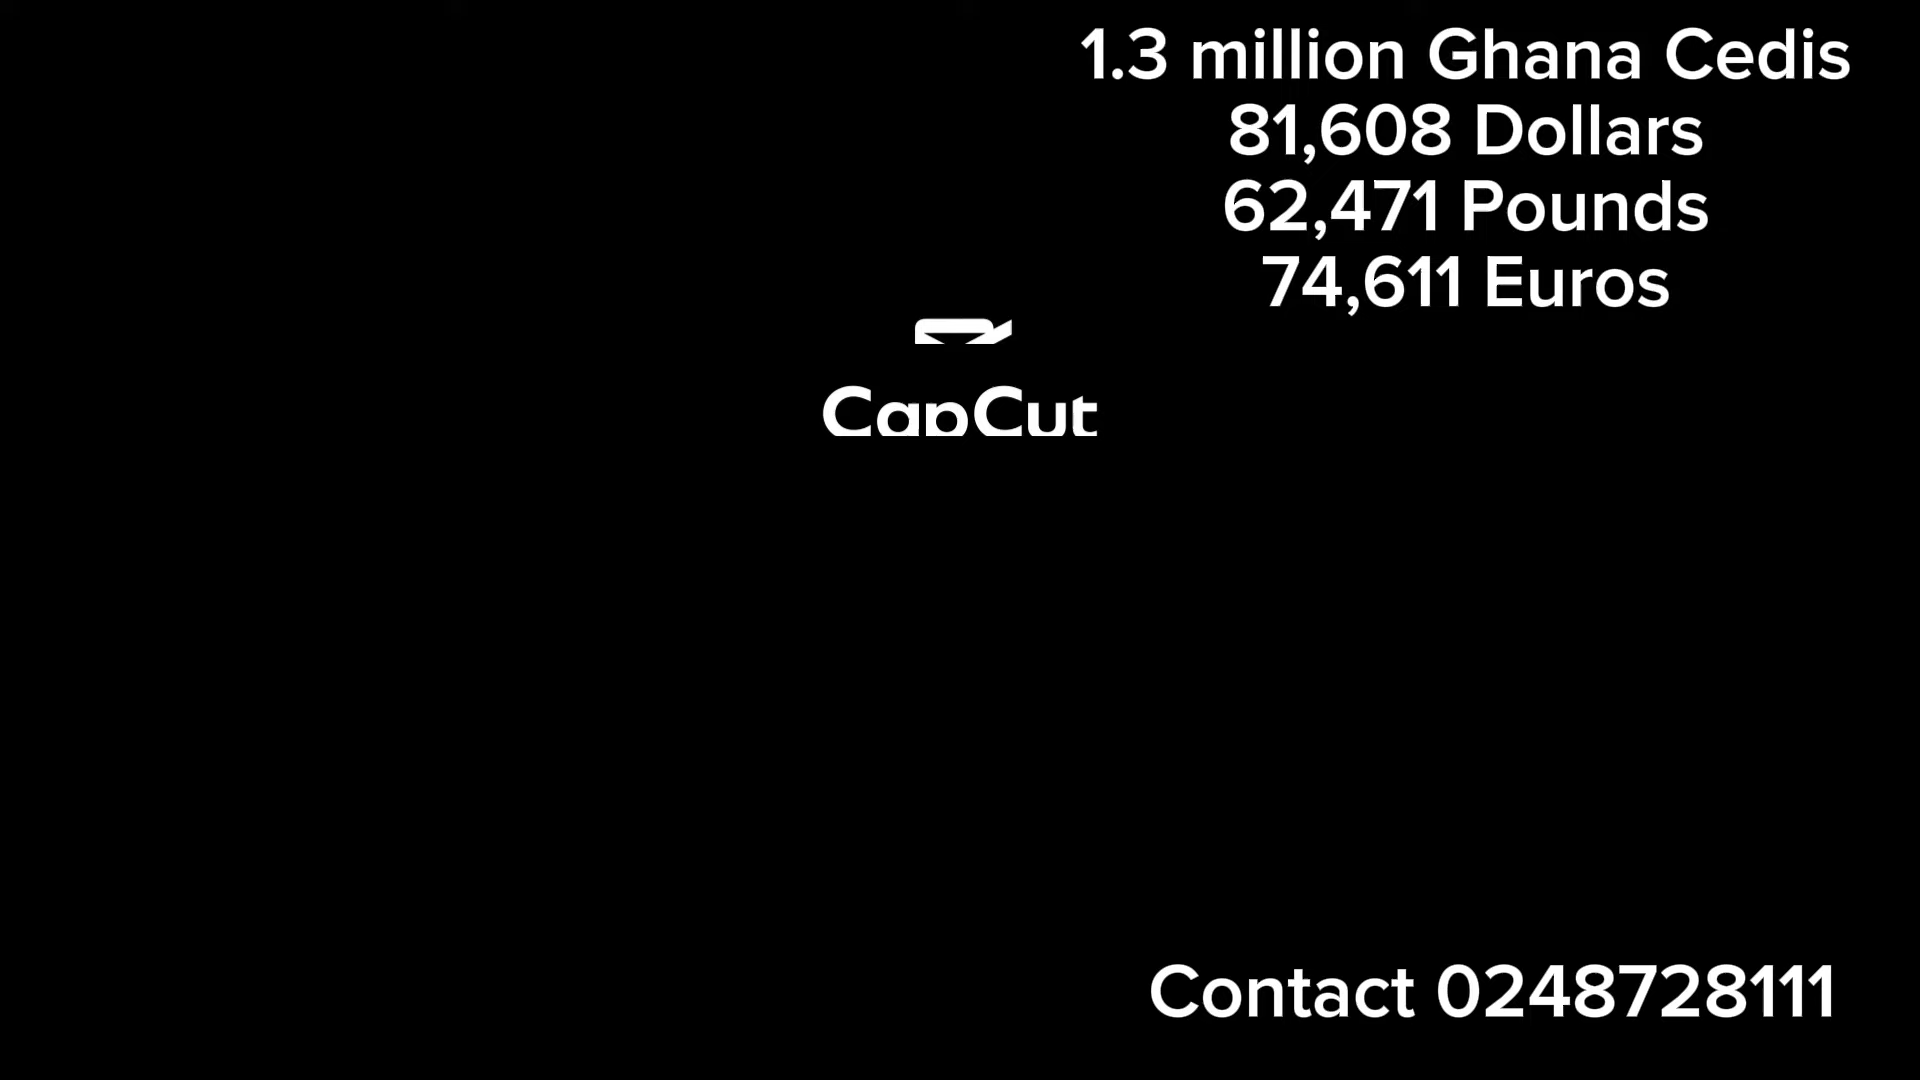 1.3 million Ghana Cedis
81,608 Dollars
62,471 Pounds
74,611 Euros
CapCut
Contact 0248728111